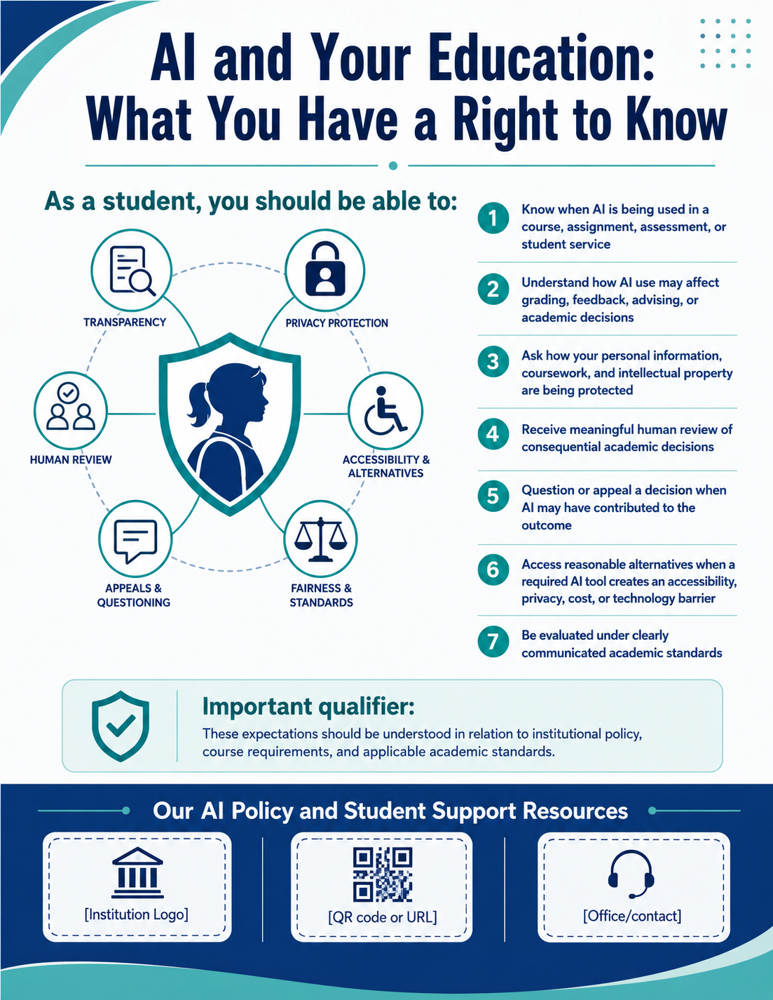 AI and Your Education:
What You Have a Right to Know
As a student, you should be able to:
TRANSPARENCY
PRIVACY PROTECTION
HUMAN REVIEW
ACCESSIBILITY &
ALTERNATIVES
APPEALS &
QUESTIONING
FAIRNESS &
STANDARDS
1
Know when AI is being used in a
course, assignment, assessment, or
student service
2
Understand how AI use may affect
grading, feedback, advising, or
academic decisions
3
Ask how your personal information,
coursework, and intellectual property
are being protected
4
Receive meaningful human review of
consequential academic decisions
5
Question or appeal a decision when
AI may have contributed to the
outcome
6
Access reasonable alternatives when a
required AI tool creates an accessibility,
privacy, cost, or technology barrier
7
Be evaluated under clearly
communicated academic standards
Important qualifier:
These expectations should be understood in relation to institutional policy,
course requirements, and applicable academic standards.
Our AI Policy and Student Support Resources
[Institution Logo]
[QR code or URL]
[Office/contact]